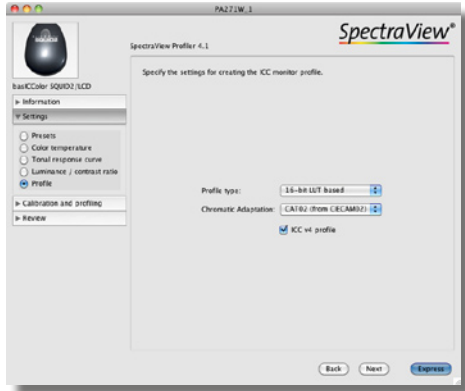 PA271W_1
SpectraView®
SpectraView Profiler 4.1
Specify the settings for creating the ICC monitor profile.
basICColor SQUID2/LCD
▶ Information
▼ Settings
Presets
Color temperature
Tonal response curve
Luminance / contrast ratio
Profile
▶ Calibration and profiling
▶ Review
Profile type: 16-bit LUT based
Chromatic Adaptation: CAT02 (from CIECAM02)
ICC v4 profile
Back Next Express